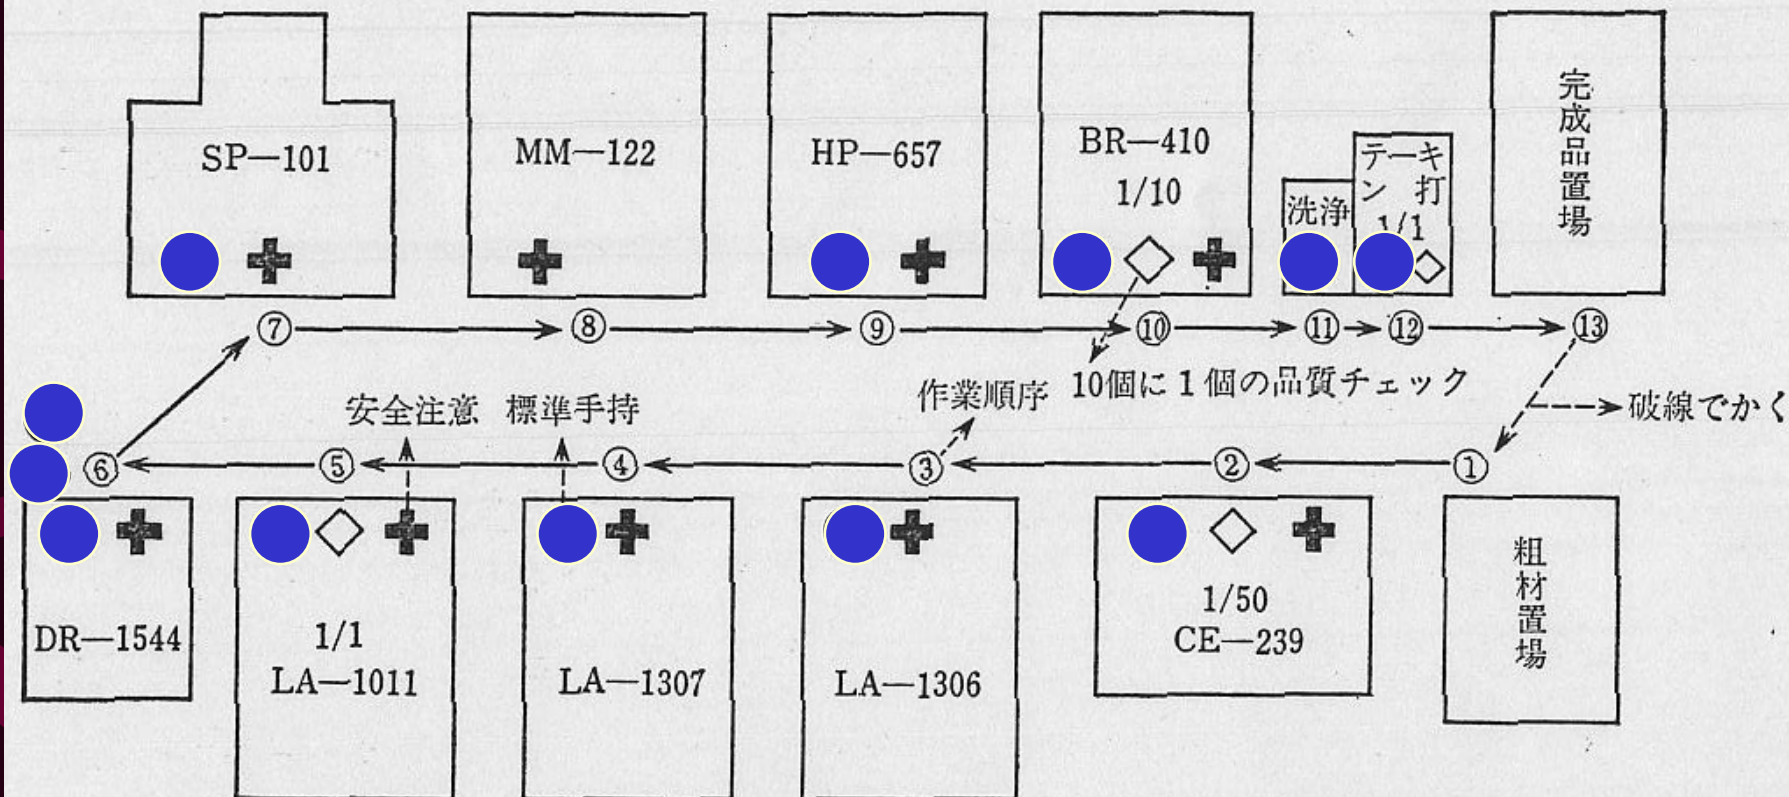 SP—101
MM—122
HP—657
BR—410
1/10
洗浄
テーキ
ン 打
1/1
完成品置場
⑦
⑧
⑨
⑩
⑪
⑫
⑬
10個に1個の品質チェック
作業順序
安全注意
標準手持
破線でかく
⑥
⑤
④
③
②
①
DR—1544
1/1
LA—1011
LA—1307
LA—1306
1/50
CE—239
粗材置場